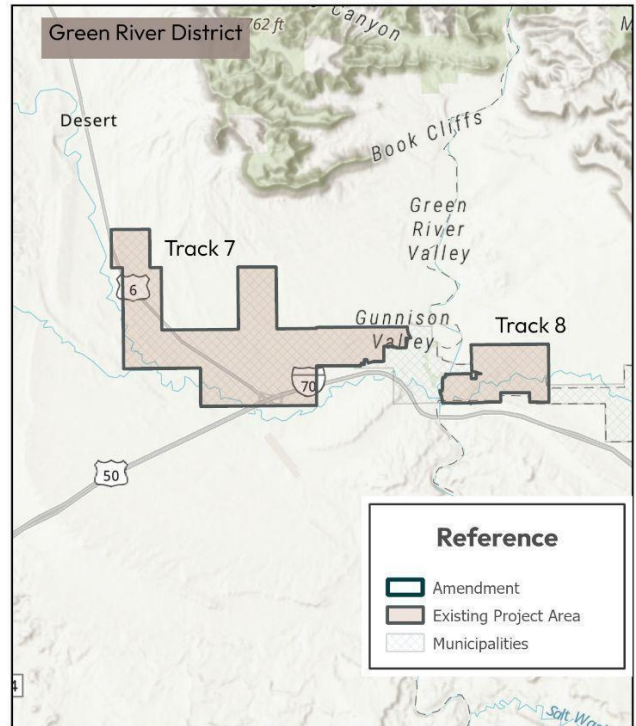 Green River District
762 ft
Canyon
Desert
Book Cliffs
Green
River
Valley
Track 7
6
Gunnison
Valley
Track 8
70
50
Reference
Amendment
Existing Project Area
Municipalities
4
Salt